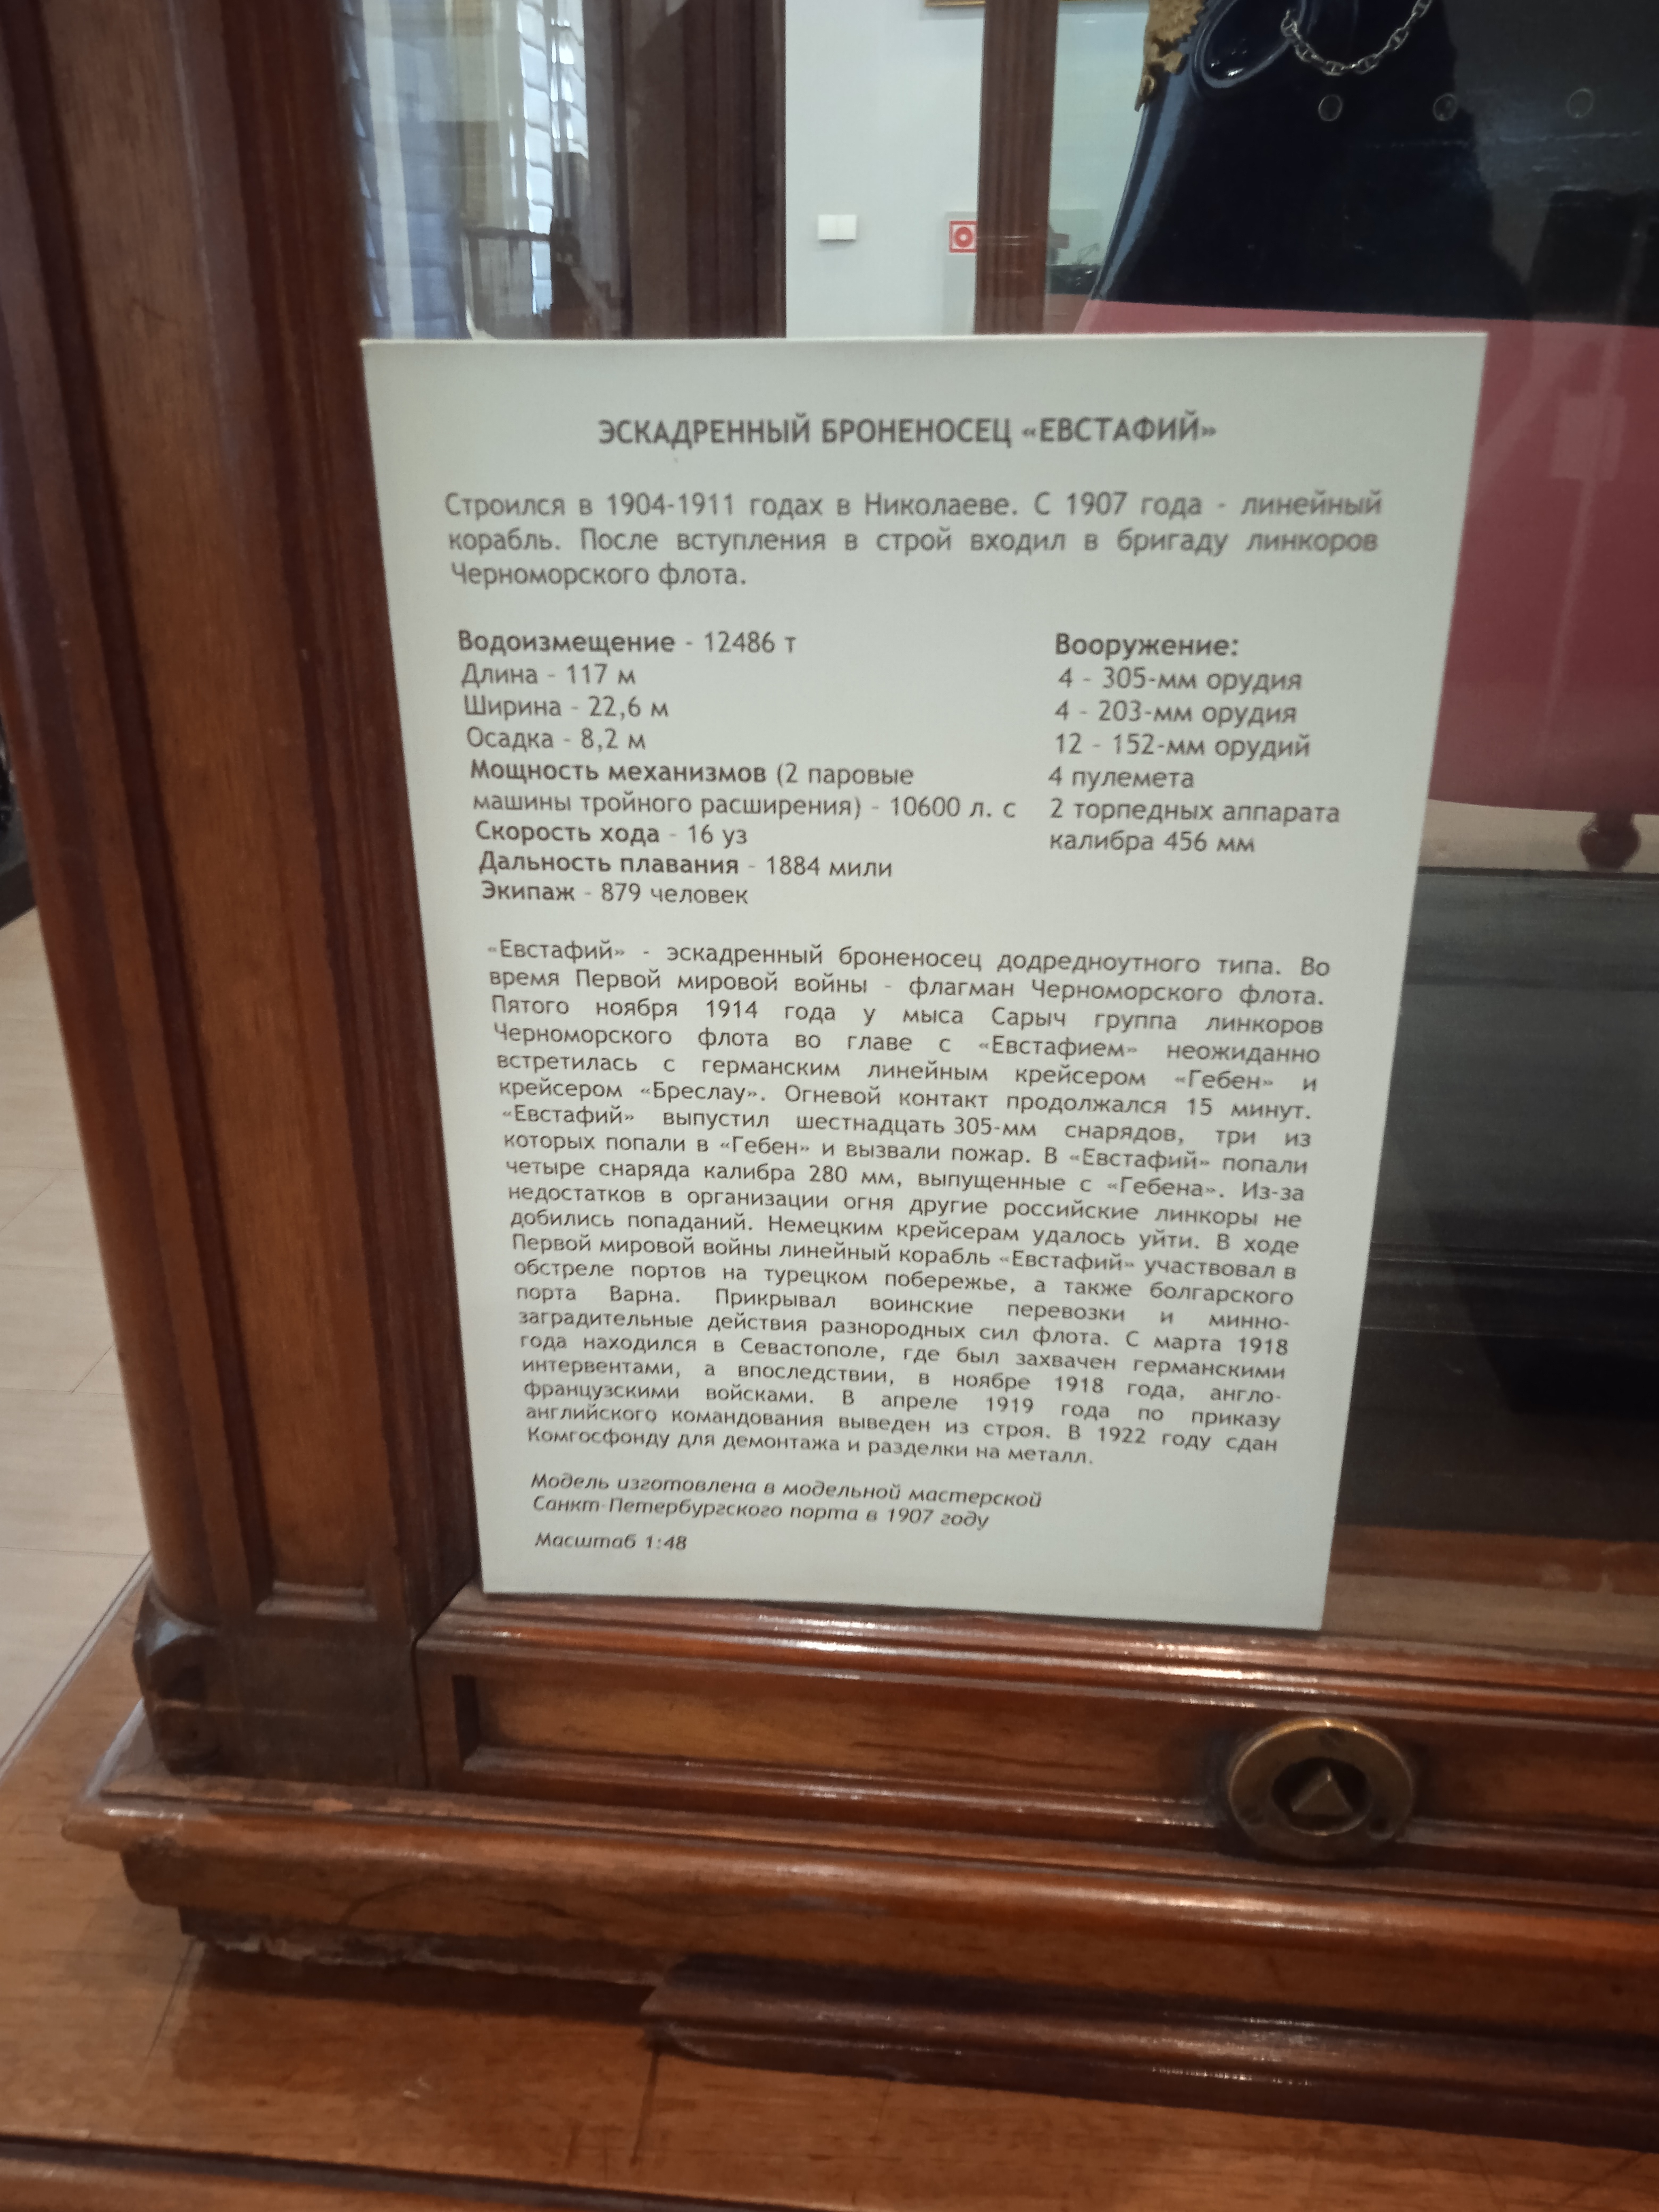 ЭСКАДРЕННЫЙ БРОНЕНОСЕЦ «ЕВСТАФИЙ»
Строился в 1904-1911 годах в Николаеве. С 1907 года - линейный
корабль. После вступления в строй входил в бригаду линкоров
Черноморского флота.
Водоизмещение - 12486 т
Длина - 117 м
Ширина - 22,6 м
Осадка - 8,2 м
Мощность механизмов (2 паровые
машины тройного расширения) - 10600 л. с
Скорость хода - 16 уз
Дальность плавания - 1884 мили
Экипаж - 879 человек
Вооружение:
4 - 305-мм орудия
4 - 203-мм орудия
12 - 152-мм орудий
4 пулемета
2 торпедных аппарата
калибра 456 мм
«Евстафий» - эскадренный броненосец додредноутного типа. Во
время Первой мировой войны - флагман Черноморского флота.
Пятого ноября 1914 года у мыса Сарыч группа линкоров
Черноморского флота во главе с «Евстафием» неожиданно
встретилась с германским линейным крейсером «Гебен» и
крейсером «Бреслау». Огневой контакт продолжался 15 минут.
«Евстафий» выпустил шестнадцать 305-мм снарядов, три из
которых попали в «Гебен» и вызвали пожар. В «Евстафий» попали
четыре снаряда калибра 280 мм, выпущенные с «Гебена». Из-за
недостатков в организации огня другие российские линкоры не
добились попаданий. Немецким крейсерам удалось уйти. В ходе
Первой мировой войны линейный корабль «Евстафий» участвовал в
обстреле портов на турецком побережье, а также болгарского
порта Варна. Прикрывал воинские перевозки и минно-
заградительные действия разнородных сил флота. С марта 1918
года находился в Севастополе, где был захвачен германскими
интервентами, а впоследствии, в ноябре 1918 года, англо-
французскими войсками. В апреле 1919 года по приказу
английского командования выведен из строя. В 1922 году сдан
Комгосфонду для демонтажа и разделки на металл.
Модель изготовлена в модельной мастерской
Санкт-Петербургского порта в 1907 году
Масштаб 1:48